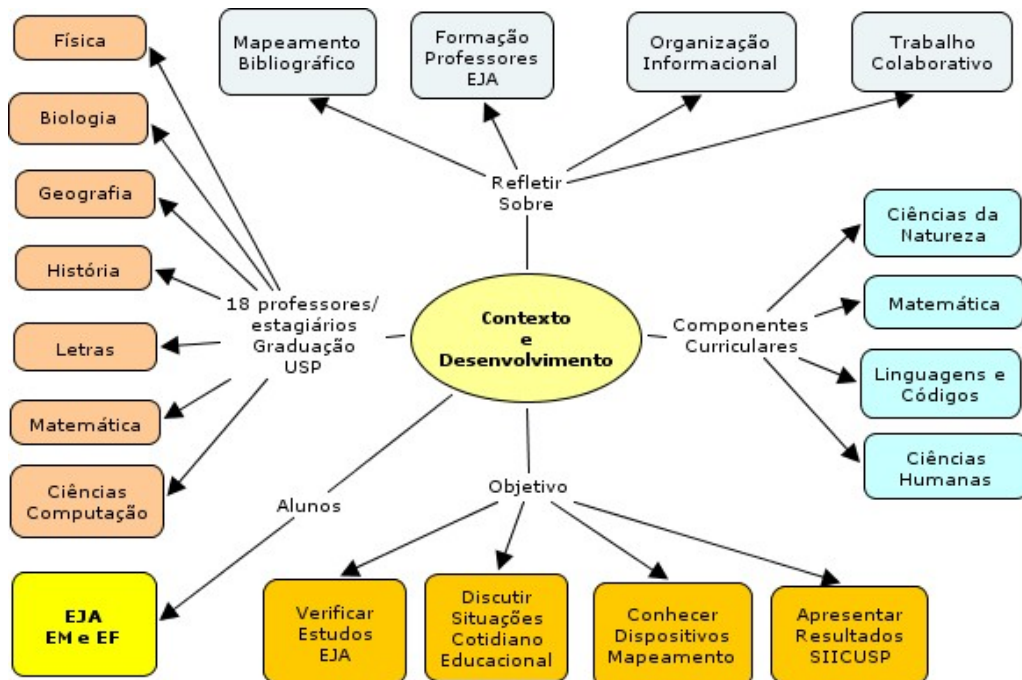 Física
Biologia
Geografia
História
Letras
Matemática
Ciências
Computação
EJA
EM e EF
Mapeamento
Bibliográfico
Formação
Professores
EJA
Organização
Informacional
Trabalho
Colaborativo
Refletir
Sobre
18 professores/
estagiários
Graduação
USP
Contexto
e
Desenvolvimento
Componentes
Curriculares
Ciências da
Natureza
Matemática
Linguagens e
Códigos
Ciências
Humanas
Alunos
Objetivo
Verificar
Estudos
EJA
Discutir
Situações
Cotidiano
Educacional
Conhecer
Dispositivos
Mapeamento
Apresentar
Resultados
SIICUSP